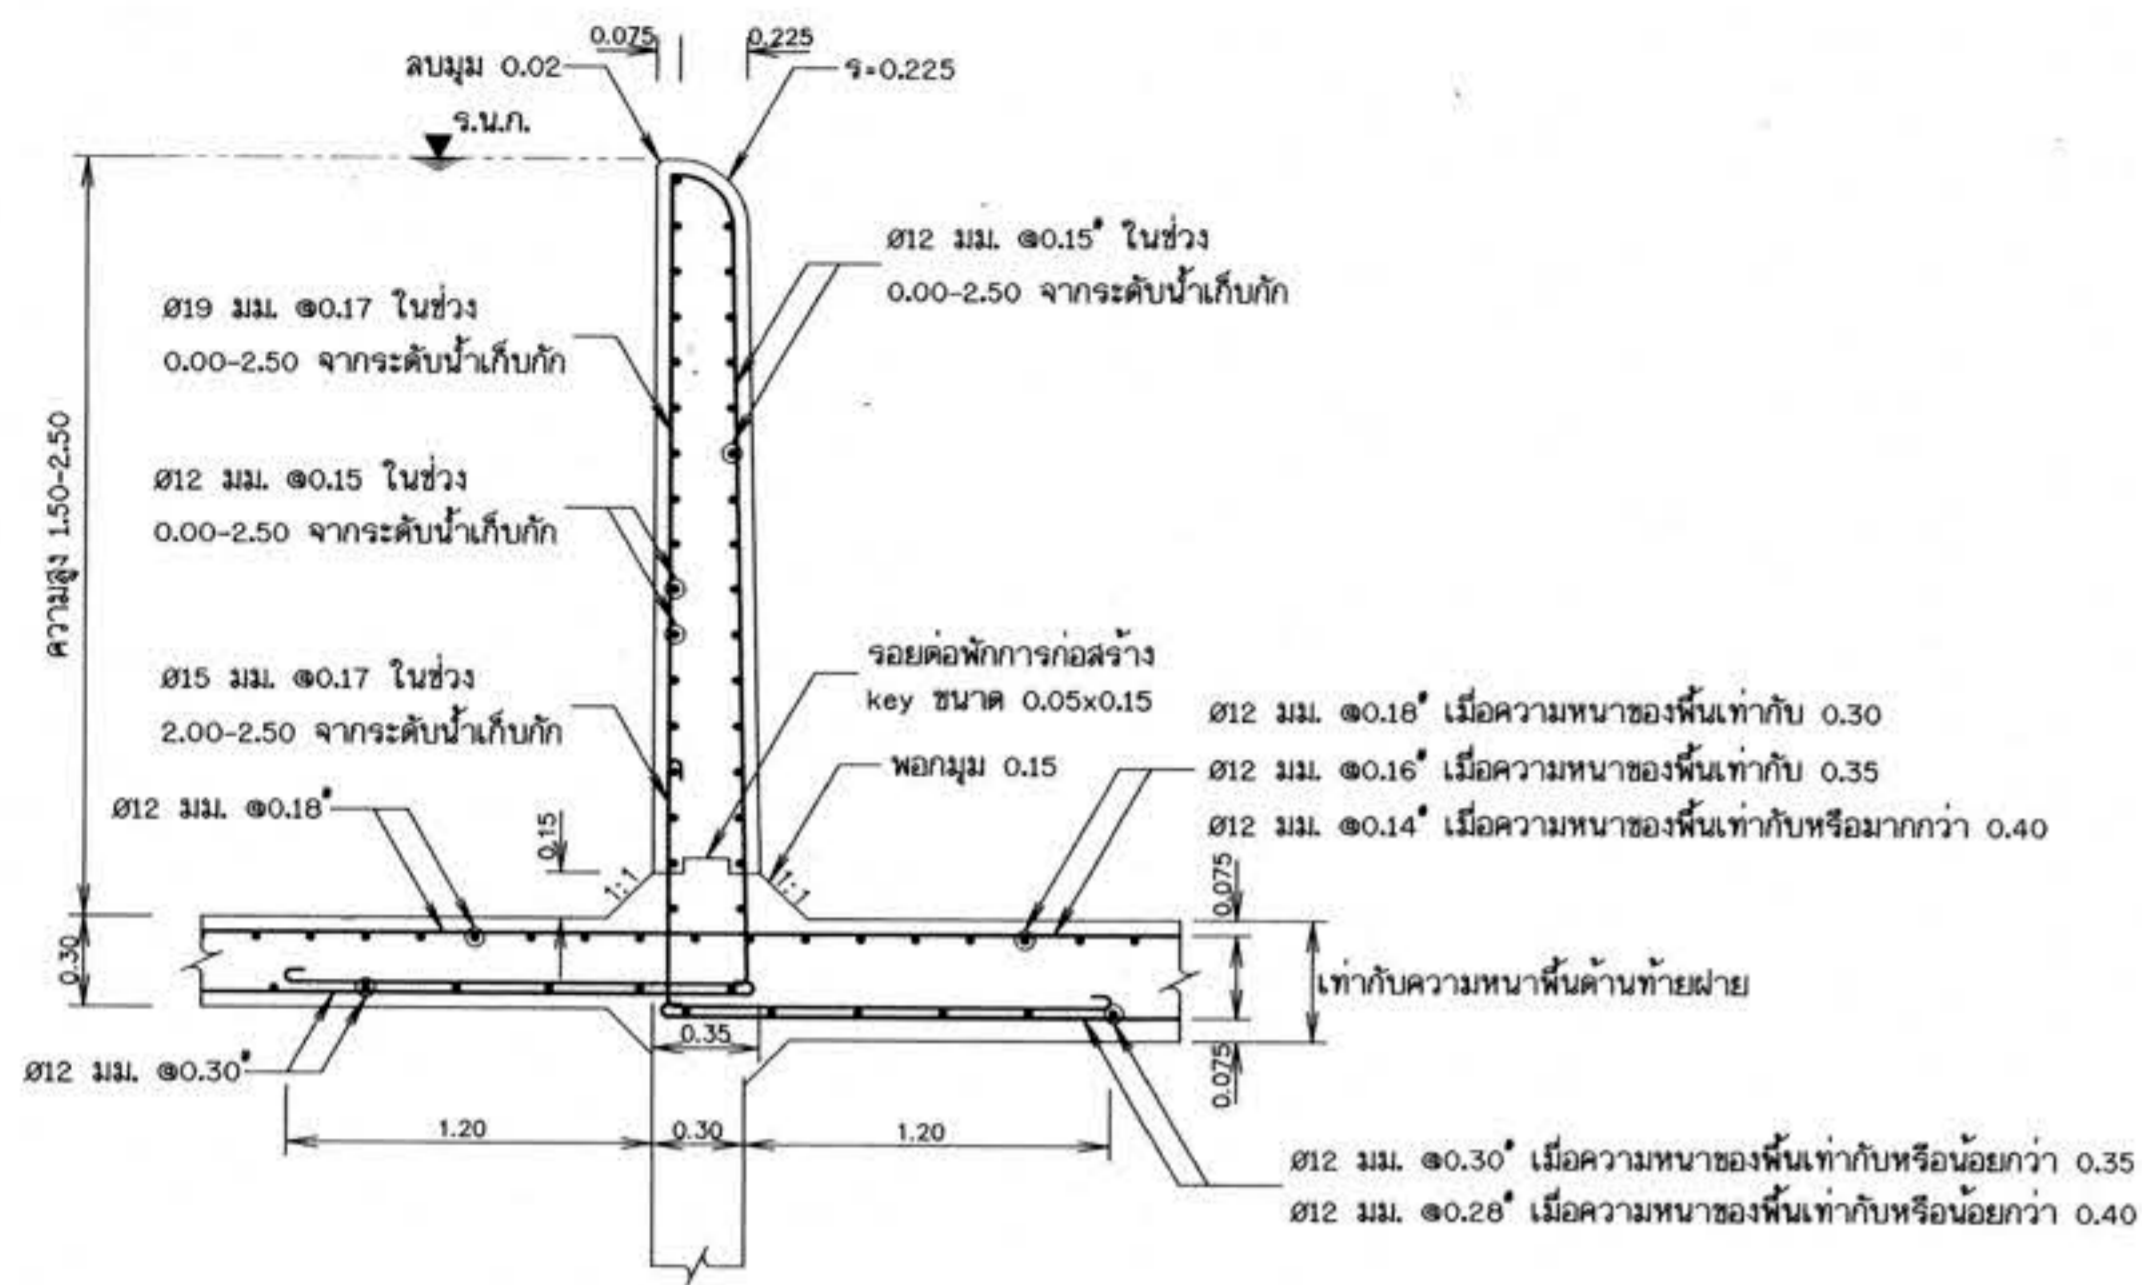 0.075
0.225
ลบมุม 0.02
ร=0.225
ร.น.ก.
Ø12 มม. @0.15# ในช่วง
0.00-2.50 จากระดับน้ำเก็บกัก
Ø19 มม. @0.17 ในช่วง
0.00-2.50 จากระดับน้ำเก็บกัก
ความสูง 1.50-2.50
Ø12 มม. @0.15 ในช่วง
0.00-2.50 จากระดับน้ำเก็บกัก
รอยต่อพักการก่อสร้าง
key ขนาด 0.05x0.15
Ø15 มม. @0.17 ในช่วง
2.00-2.50 จากระดับน้ำเก็บกัก
พอกมุม 0.15
Ø12 มม. @0.18# เมื่อความหนาของพื้นเท่ากับ 0.30
Ø12 มม. @0.16# เมื่อความหนาของพื้นเท่ากับ 0.35
Ø12 มม. @0.14# เมื่อความหนาของพื้นเท่ากับหรือมากกว่า 0.40
Ø12 มม. @0.18#
0.15
1:1
1:1
0.075
0.30
เท่ากับความหนาพื้นด้านท้ายฝาย
0.35
0.075
Ø12 มม. @0.30#
1.20
0.30
1.20
Ø12 มม. @0.30# เมื่อความหนาของพื้นเท่ากับหรือน้อยกว่า 0.35
Ø12 มม. @0.28# เมื่อความหนาของพื้นเท่ากับหรือน้อยกว่า 0.40